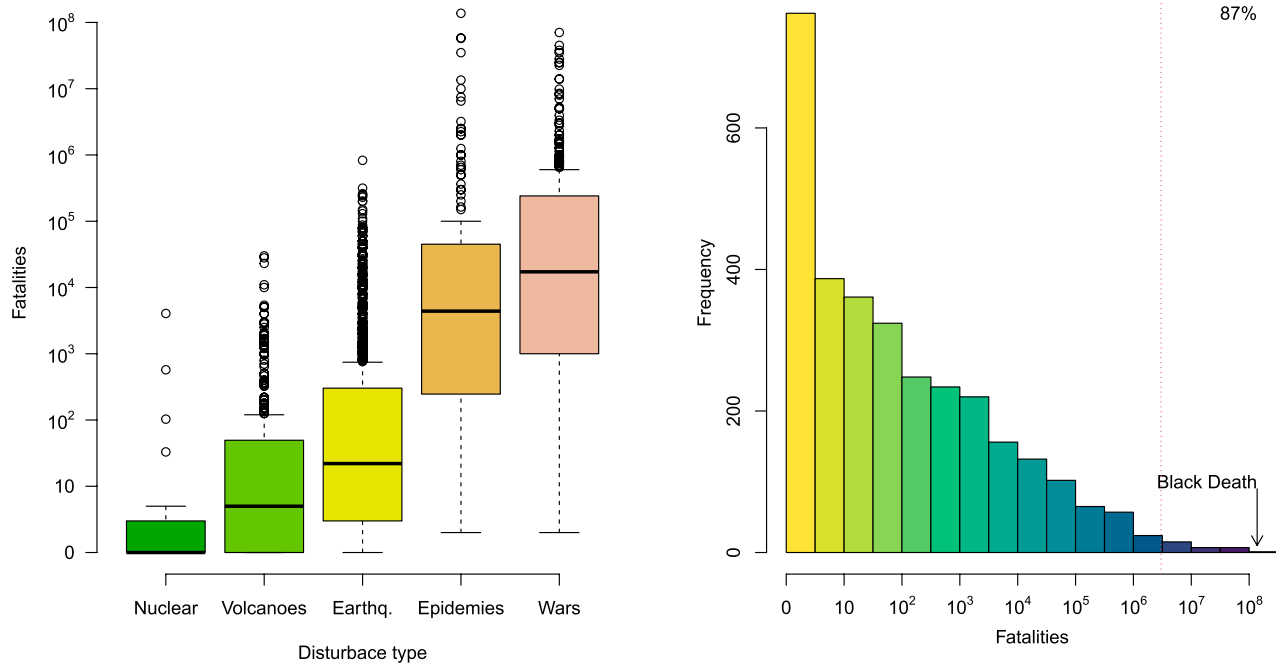 10^8
10^7
10^6
10^5
10^4
10^3
10^2
10
0
Fatalities
Nuclear Volcanoes Earthq. Epidemies Wars
Disturbace type
87%
600
400
200
0
Frequency
Black Death
0 10 10^2 10^3 10^4 10^5 10^6 10^7 10^8
Fatalities